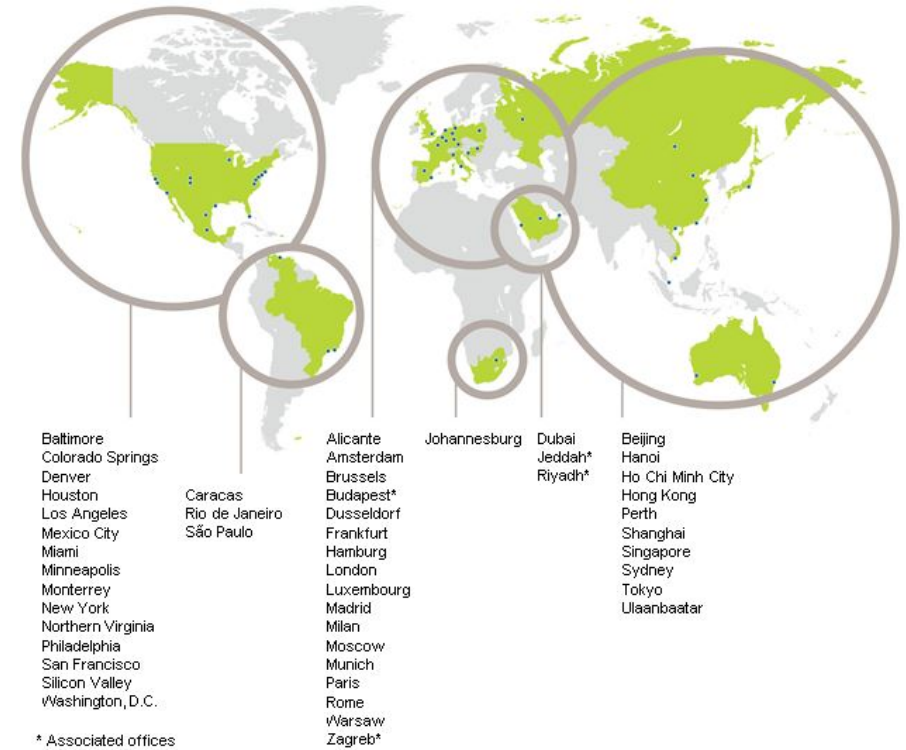 Baltimore
Colorado Springs
Denver
Houston
Los Angeles
Mexico City
Miami
Minneapolis
Monterrey
New York
Northern Virginia
Philadelphia
San Francisco
Silicon Valley
Washington, D.C.
* Associated offices
Caracas
Rio de Janeiro
São Paulo
Alicante
Amsterdam
Brussels
Budapest*
Dusseldorf
Frankfurt
Hamburg
London
Luxembourg
Madrid
Milan
Moscow
Munich
Paris
Rome
Warsaw
Zagreb*
Johannesburg
Dubai
Jeddah*
Riyadh*
Beijing
Hanoi
Ho Chi Minh City
Hong Kong
Perth
Shanghai
Singapore
Sydney
Tokyo
Ulaanbaatar